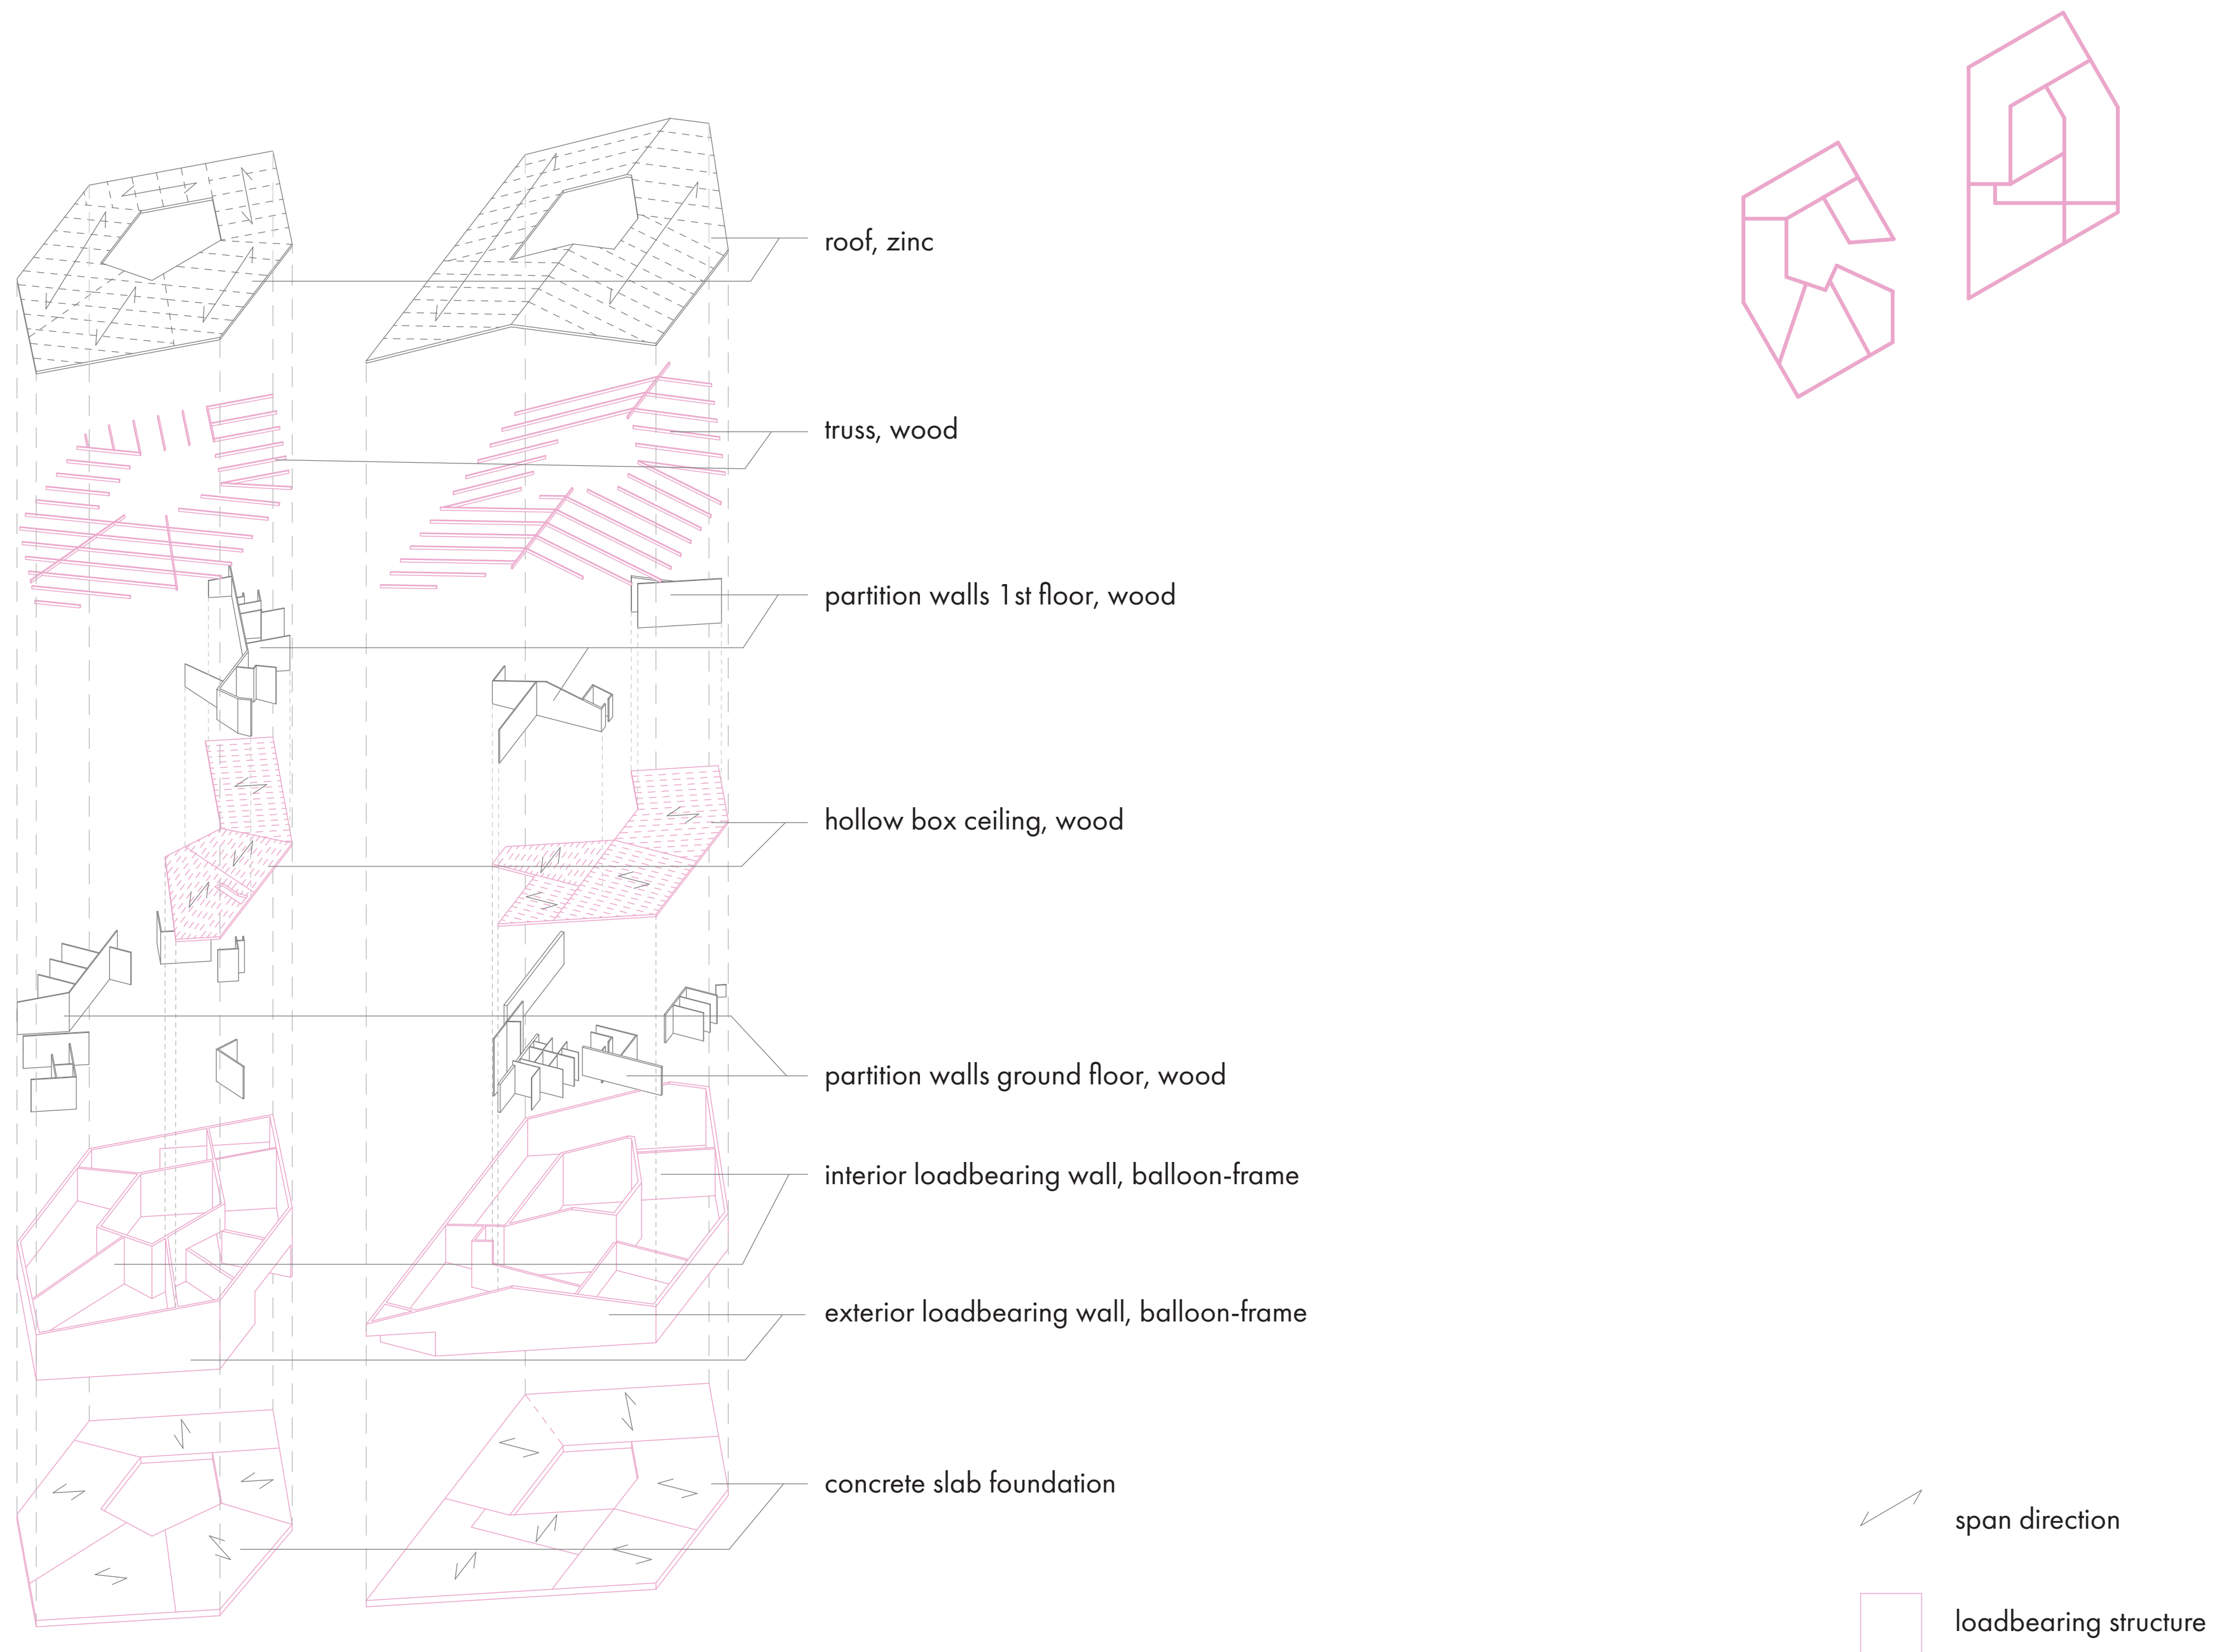 roof, zinc
truss, wood
partition walls 1st floor, wood
hollow box ceiling, wood
partition walls ground floor, wood
interior loadbearing wall, balloon-frame
exterior loadbearing wall, balloon-frame
concrete slab foundation
span direction
loadbearing structure